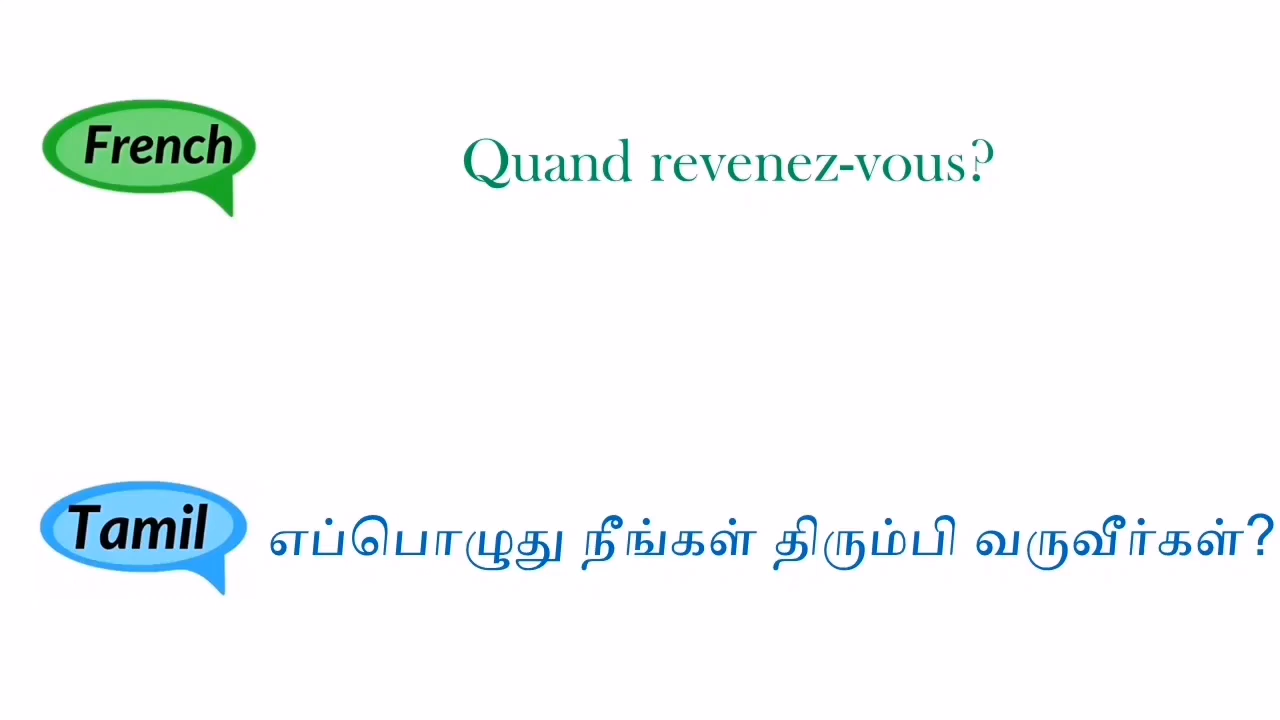 French
Quand revenez-vous?
Tamil
எப்பொழுது நீங்கள் திரும்பி வருவீர்கள்?